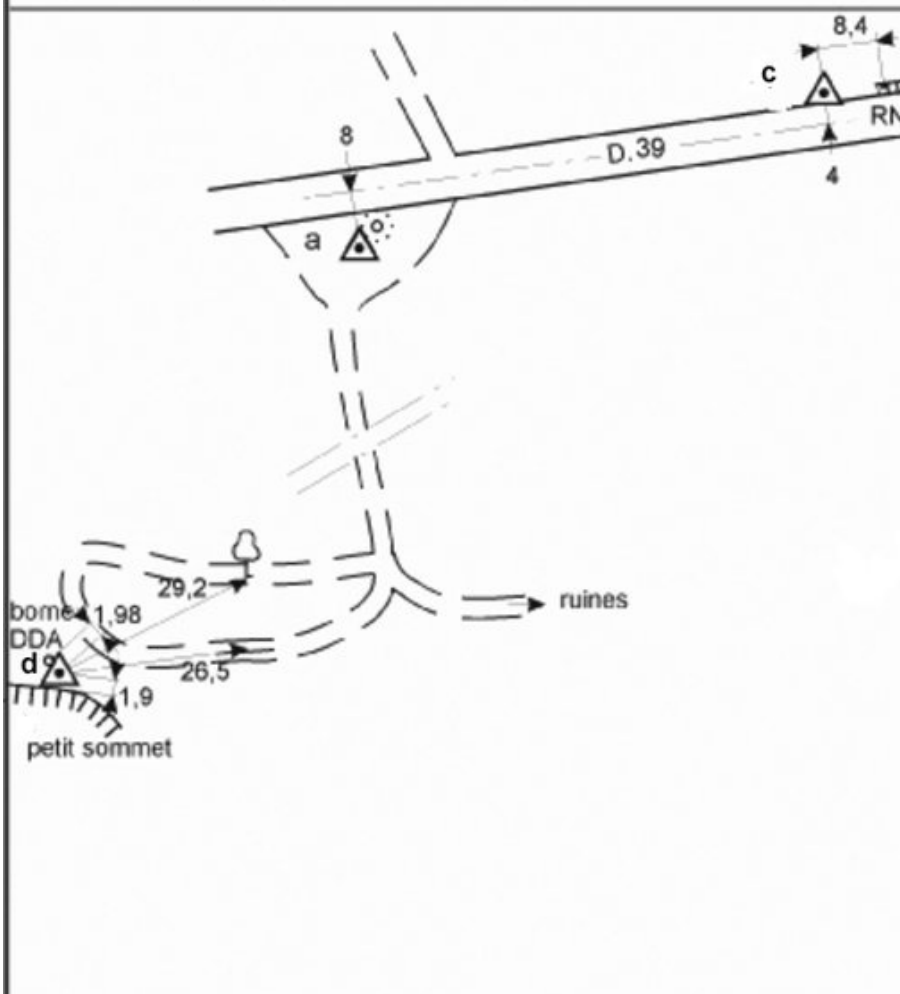 8,4
c
RN
8
D.39
4
a
29,2
ruines
borne
1,98
DDA
d
26,5
1,9
petit sommet